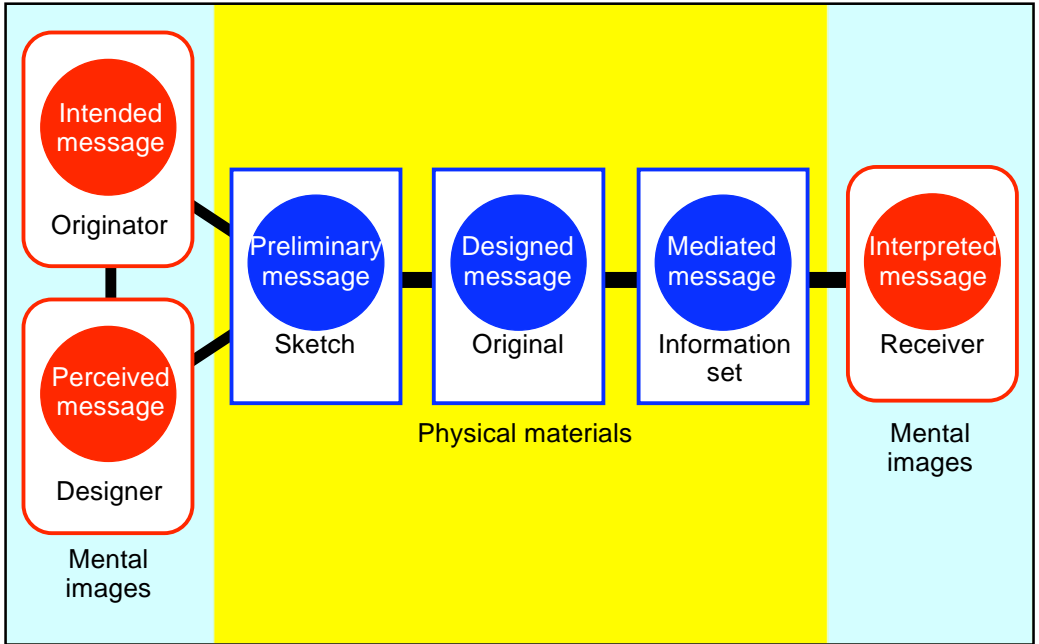 Intended
message
Originator
Perceived
message
Designer
Mental
images
Preliminary
message
Sketch
Designed
message
Original
Mediated
message
Information
set
Physical materials
Interpreted
message
Receiver
Mental
images